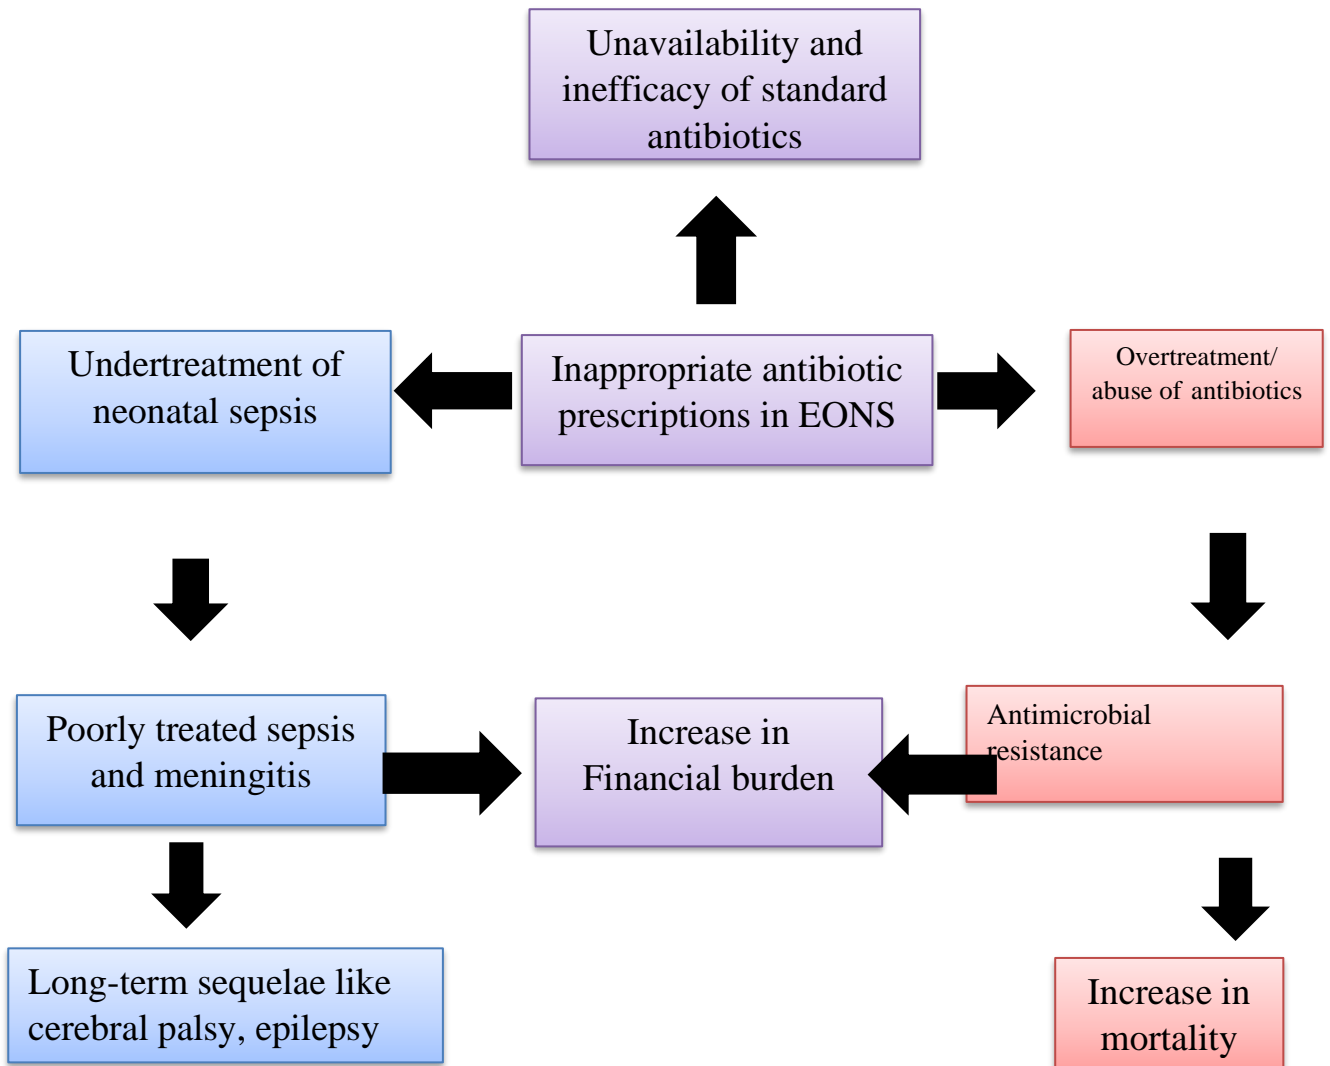 Unavailability and
inefficacy of standard
antibiotics
Undertreatment of
neonatal sepsis
Inappropriate antibiotic
prescriptions in EONS
Overtreatment/
abuse of antibiotics
Poorly treated sepsis
and meningitis
Increase in
Financial burden
Antimicrobial
resistance
Long-term sequelae like
cerebral palsy, epilepsy
Increase in
mortality